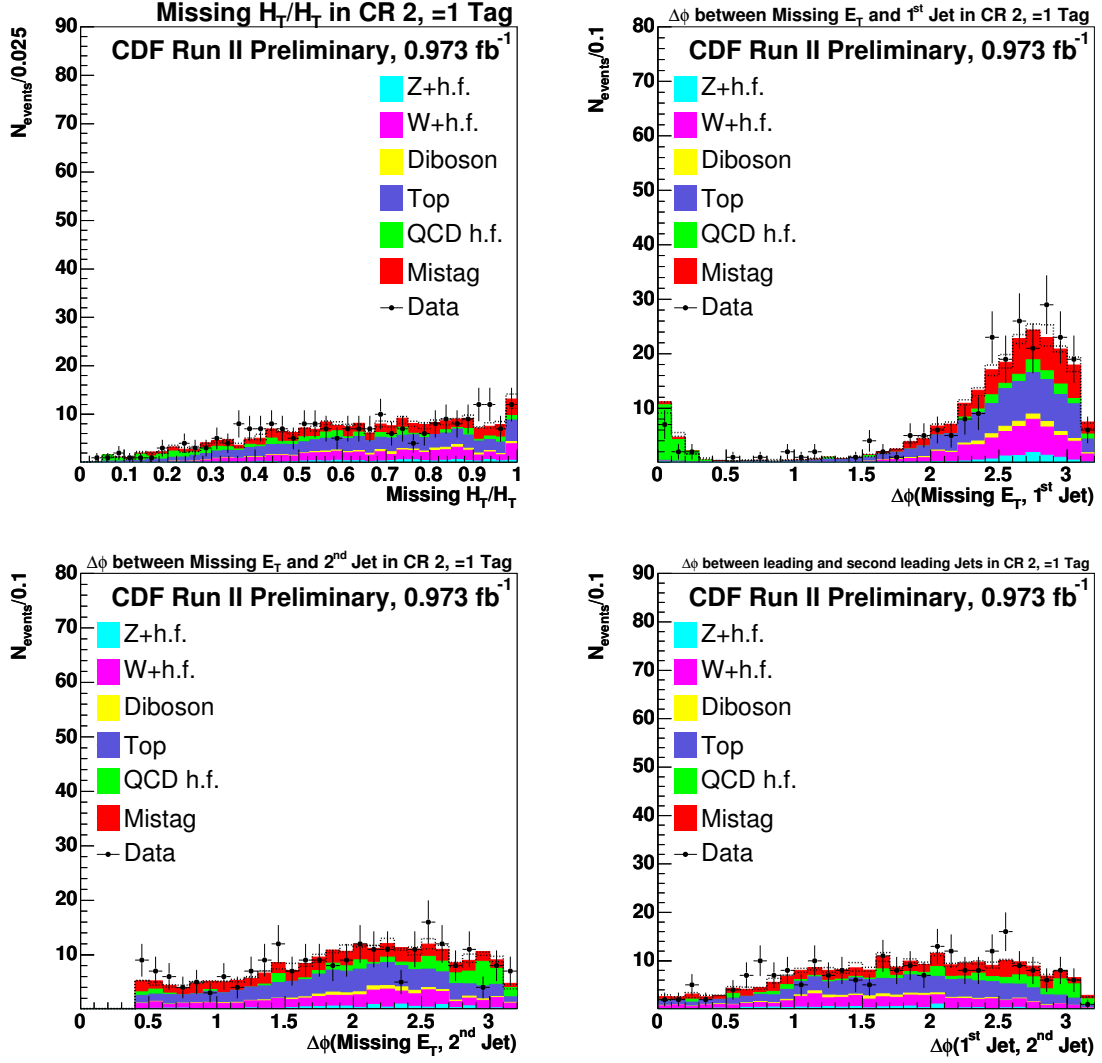 Missing H_T/H_T in CR 2, =1 Tag
CDF Run II Preliminary, 0.973 fb^-1
N_events/0.025
90
80
70
60
50
40
30
20
10
Z+h.f.
W+h.f.
Diboson
Top
QCD h.f.
Mistag
Data
0 0.1 0.2 0.3 0.4 0.5 0.6 0.7 0.8 0.9 1
Missing H_T/H_T
Δϕ between Missing E_T and 1^st Jet in CR 2, =1 Tag
CDF Run II Preliminary, 0.973 fb^-1
N_events/0.1
80
70
60
50
40
30
20
10
Z+h.f.
W+h.f.
Diboson
Top
QCD h.f.
Mistag
Data
0 0.5 1 1.5 2 2.5 3
Δϕ(Missing E_T, 1^st Jet)
Δϕ between Missing E_T and 2^nd Jet in CR 2, =1 Tag
CDF Run II Preliminary, 0.973 fb^-1
N_events/0.1
80
70
60
50
40
30
20
10
Z+h.f.
W+h.f.
Diboson
Top
QCD h.f.
Mistag
Data
0 0.5 1 1.5 2 2.5 3
Δϕ(Missing E_T, 2^nd Jet)
Δϕ between leading and second leading Jets in CR 2, =1 Tag
CDF Run II Preliminary, 0.973 fb^-1
N_events/0.1
90
80
70
60
50
40
30
20
10
Z+h.f.
W+h.f.
Diboson
Top
QCD h.f.
Mistag
Data
0 0.5 1 1.5 2 2.5 3
Δϕ(1^st Jet, 2^nd Jet)